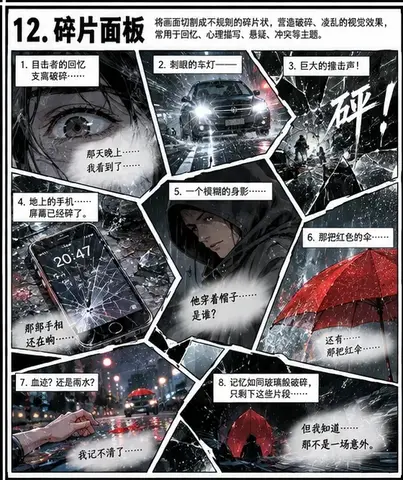 12. 碎片面板
将画面切割成不规则的碎片状，营造破碎、凌乱的视觉效果，
常用于回忆、心理描写、悬疑、冲突等主题。
1. 目击者的回忆
支离破碎……
那天晚上……
我看到了……
2. 刺眼的车灯——
3. 巨大的撞击声！
砰！
4. 地上的手机……
屏幕已经碎了。
20:47
那部手相
还在响……
5. 一个模糊的身影……
他穿着帽子……
是谁？
6. 那把红色的伞……
还有……
那把红伞……
7. 血迹？还是雨水？
我记不清了……
8. 记忆如同玻璃般破碎，
只剩下这些片段……
但我知道……
那不是一场意外。